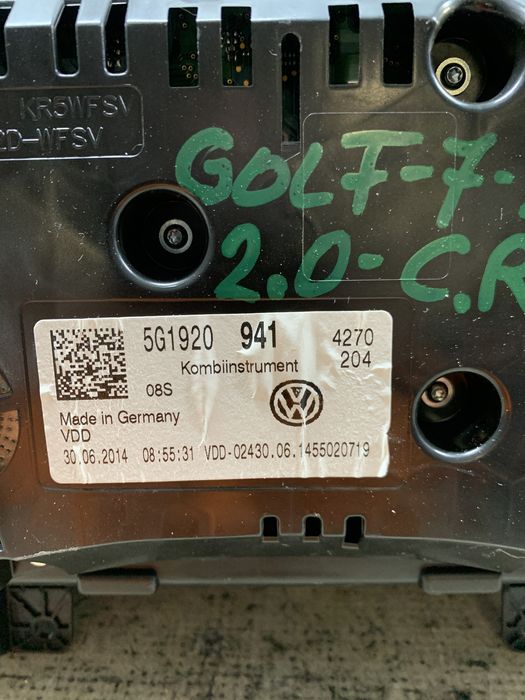 KR5WFSV
2D-WFSV
GOLF-7-
2.0-C.R
5G1920 941 4270
Kombiinstrument 204
08S
Made in Germany
VDD
30.06.2014 08:55:31 VDD-02430.06.1455020719